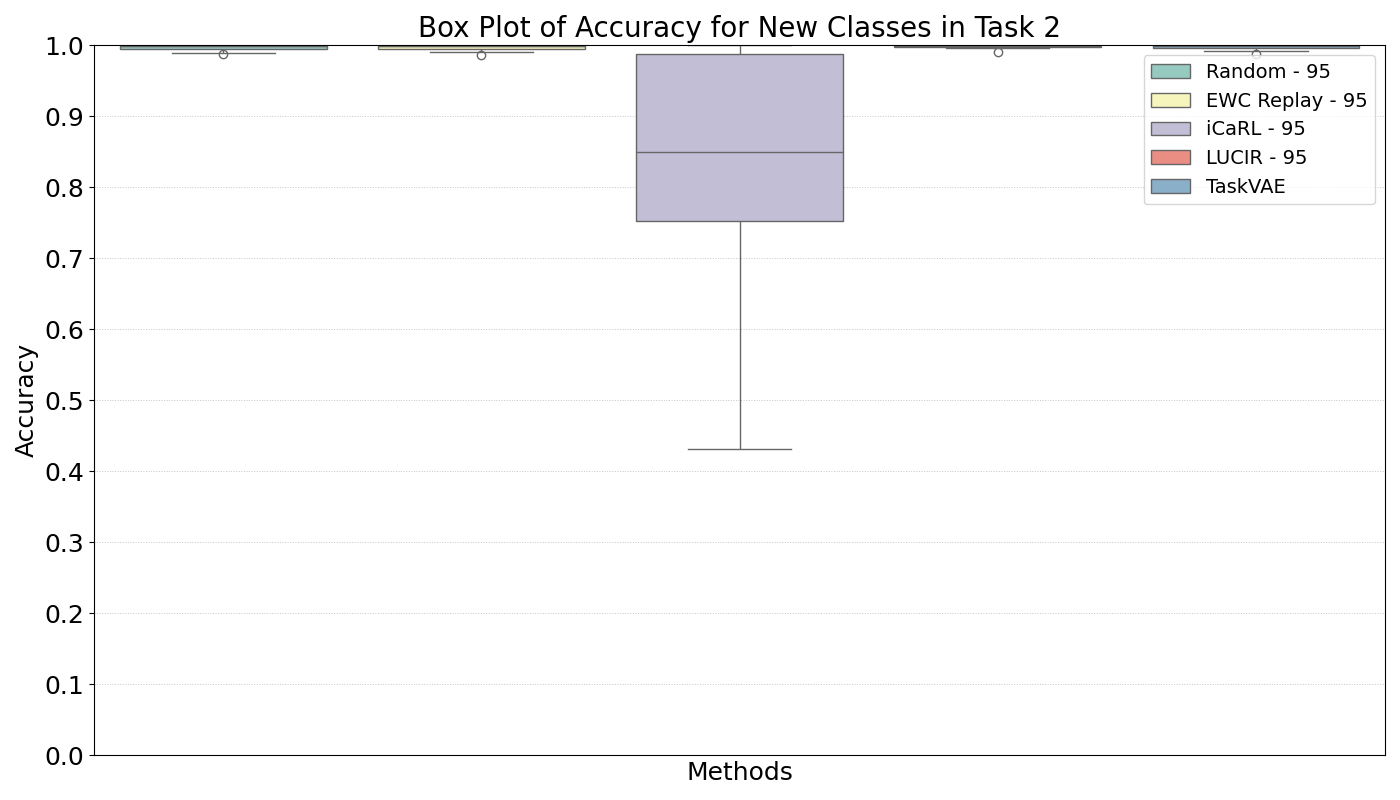 Box Plot of Accuracy for New Classes in Task 2
1.0
0.9
0.8
0.7
0.6
0.5
0.4
0.3
0.2
0.1
0.0
Accuracy
Methods
Random - 95
EWC Replay - 95
iCaRL - 95
LUCIR - 95
TaskVAE